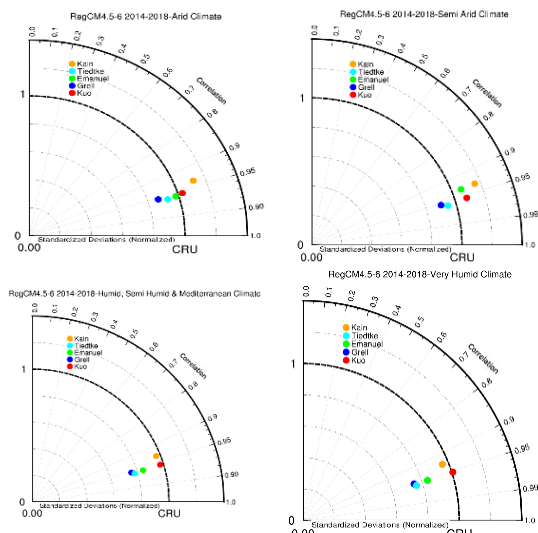 RegCM4.5-6 2014-2018-Arid Climate
0.0 0.1 0.2 0.3 0.4 0.5 0.6 0.7 0.8 0.9 0.95 0.99 1.0
Correlation
Kain
Tiedtke
Emanuel
Grell
Kuo
1
0
0.00
Standardized Deviations (Normalized)
CRU
RegCM4.5-6 2014-2018-Semi Arid Climate
0.0 0.1 0.2 0.3 0.4 0.5 0.6 0.7 0.8 0.9 0.95 0.99 1.0
Correlation
Kain
Tiedtke
Emanuel
Grell
Kuo
1
0
0.00
Standardized Deviations (Normalized)
CRU
RegCM4.5-6 2014-2018-Humid, Semi Humid & Mediterranean Climate
0.0 0.1 0.2 0.3 0.4 0.5 0.6 0.7 0.8 0.9 0.95 0.99 1.0
Correlation
Kain
Tiedtke
Emanuel
Grell
Kuo
1
0
0.00
Standardized Deviations (Normalized)
CRU
RegCM4.5-6 2014-2018-Very Humid Climate
0.0 0.1 0.2 0.3 0.4 0.5 0.6 0.7 0.8 0.9 0.95 0.99 1.0
Correlation
Kain
Tiedtke
Emanuel
Grell
Kuo
1
0
0.00
Standardized Deviations (Normalized)
CRU